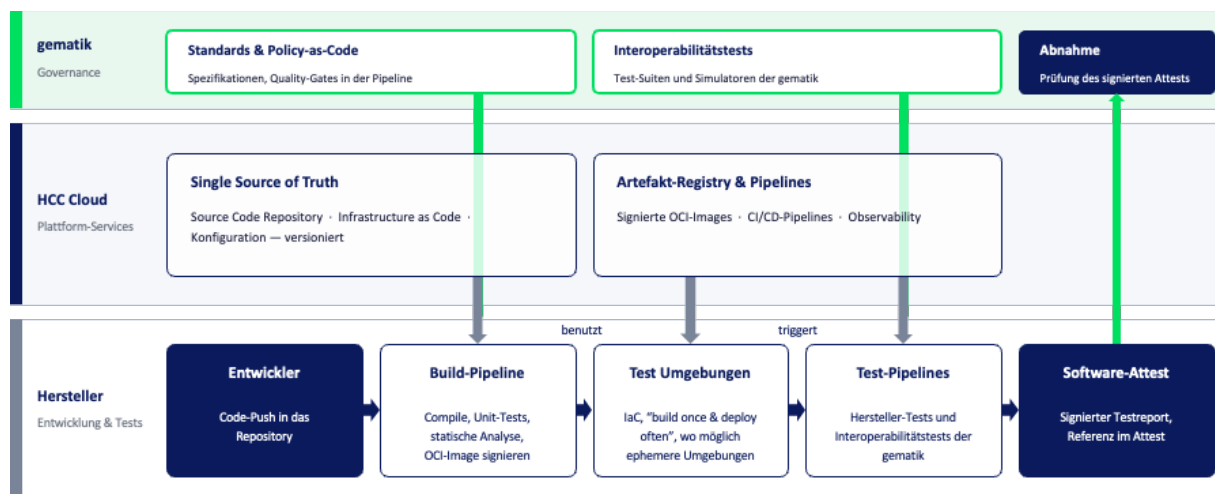 gematik
Governance
Standards & Policy-as-Code
Spezifikationen, Quality-Gates in der Pipeline
Interoperabilitätstests
Test-Suiten und Simulatoren der gematik
Abnahme
Prüfung des signierten Attests
HCC Cloud
Plattform-Services
Single Source of Truth
Source Code Repository · Infrastructure as Code ·
Konfiguration — versioniert
Artefakt-Registry & Pipelines
Signierte OCI-Images · CI/CD-Pipelines · Observability
benutzt
triggert
Hersteller
Entwicklung & Tests
Entwickler
Code-Push in das
Repository
Build-Pipeline
Compile, Unit-Tests,
statische Analyse,
OCI-Image signieren
Test Umgebungen
IaC, "build once & deploy
often", wo möglich
ephemere Umgebungen
Test-Pipelines
Hersteller-Tests und
Interoperabilitätstests der
gematik
Software-Attest
Signierter Testreport,
Referenz im Attest